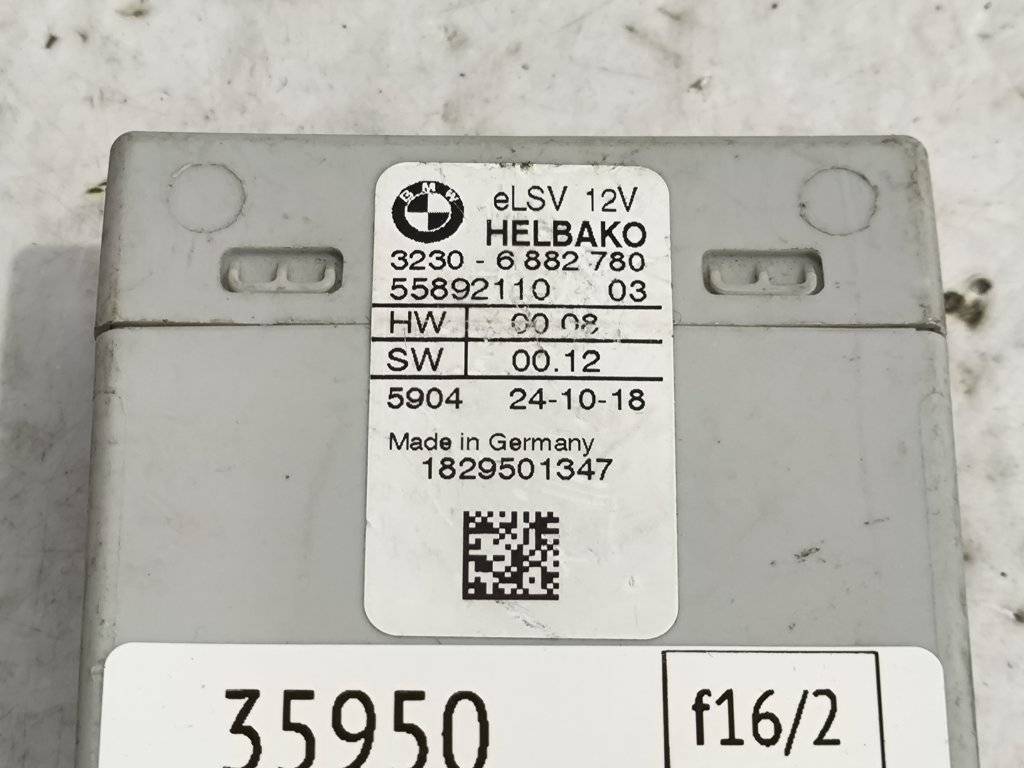 BMW
eLSV 12V
HELBAKO
3230 - 6 882 780
55892110 03
HW 00.08
SW 00.12
5904 24-10-18
Made in Germany
1829501347
35950
f16/2